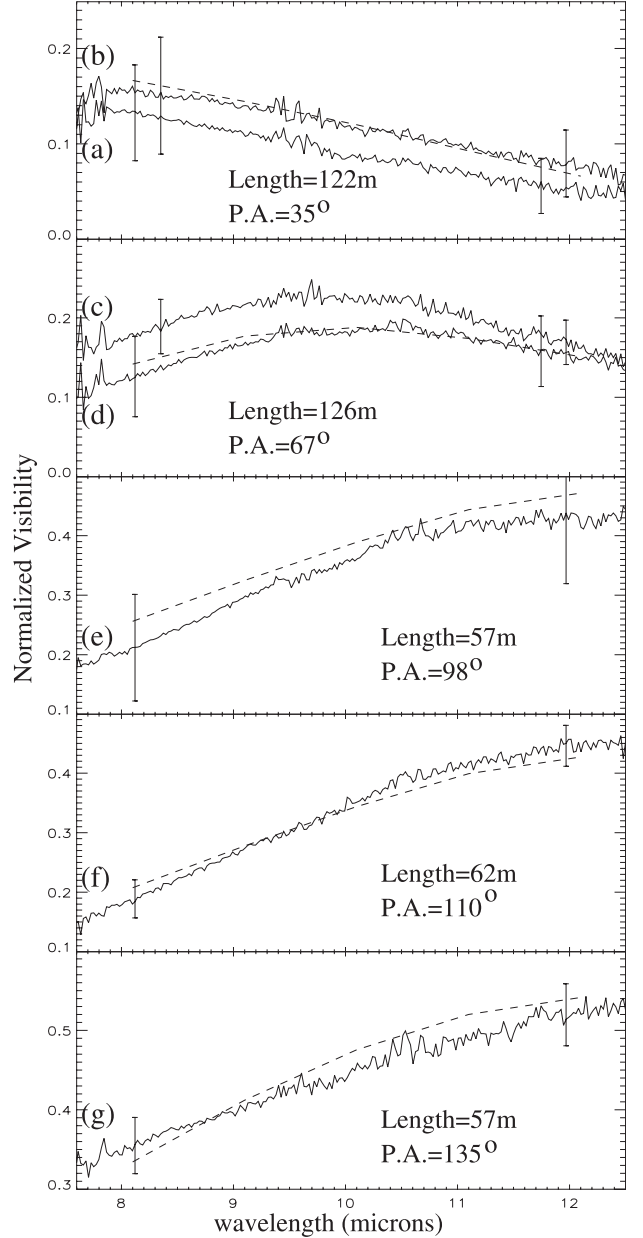 0.2
(b)
0.1
(a)
Length=122m
P.A.=35°
0.0
(c)
0.2
0.1
(d)
Length=126m
P.A.=67°
0.0
Normalized Visibility
0.4
0.3
(e)
0.2
Length=57m
P.A.=98°
0.1
0.4
0.3
(f)
0.2
Length=62m
P.A.=110°
0.1
0.5
0.4
(g)
Length=57m
P.A.=135°
0.3
8 9 10 11 12
wavelength (microns)